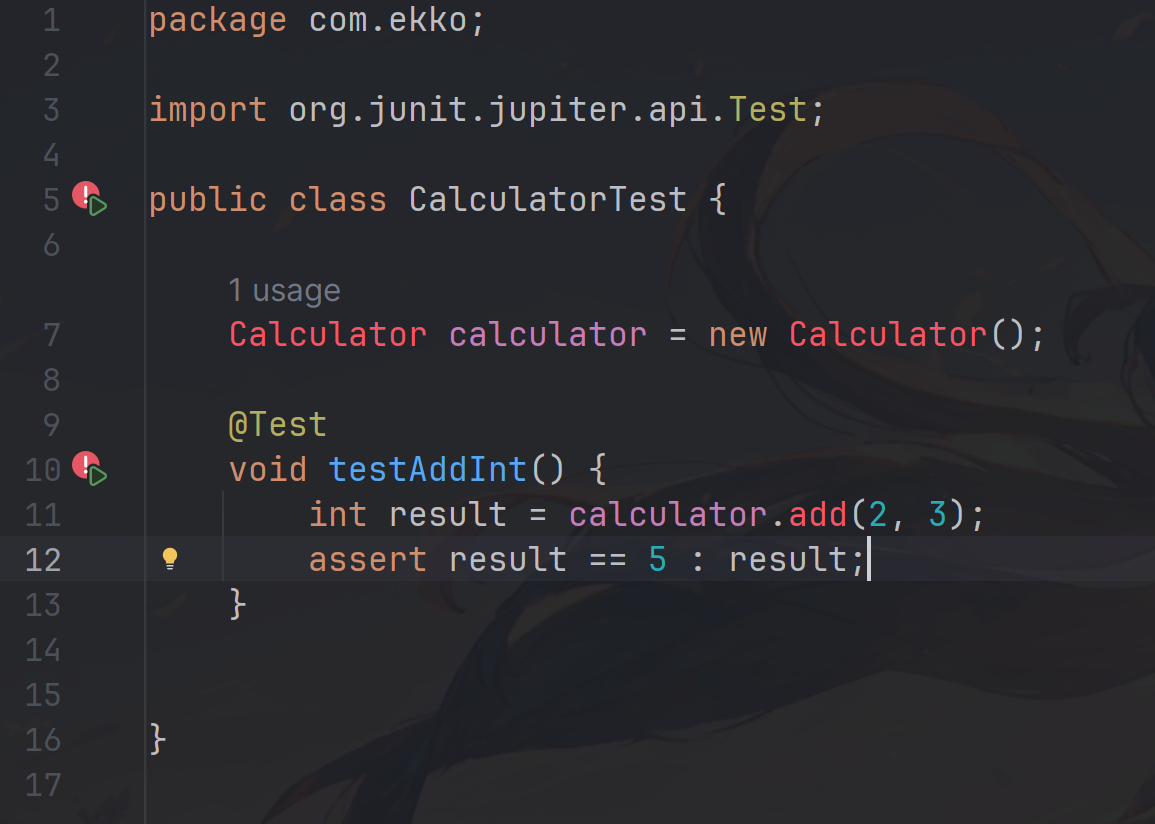 1 package com.ekko;
2
3 import org.junit.jupiter.api.Test;
4
5 public class CalculatorTest {
6
1 usage
7 Calculator calculator = new Calculator();
8
9 @Test
10 void testAddInt() {
11 int result = calculator.add(2, 3);
12 assert result == 5 : result;
13 }
14
15
16 }
17